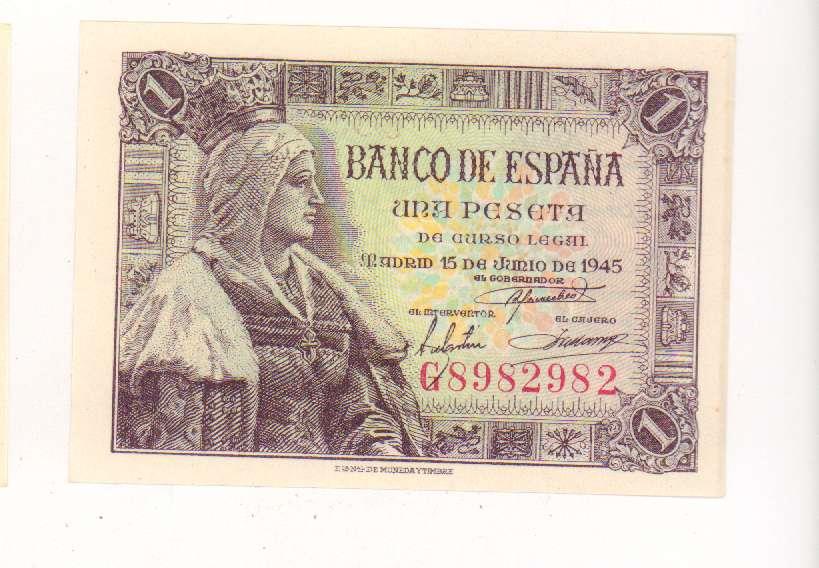 1
1
BANCO DE ESPAÑA
UNA PESETA
DE CURSO LEGAL
MADRID 15 DE JUNIO DE 1945
EL GOBERNADOR
EL INTERVENTOR
EL CAJERO
G8982982
1